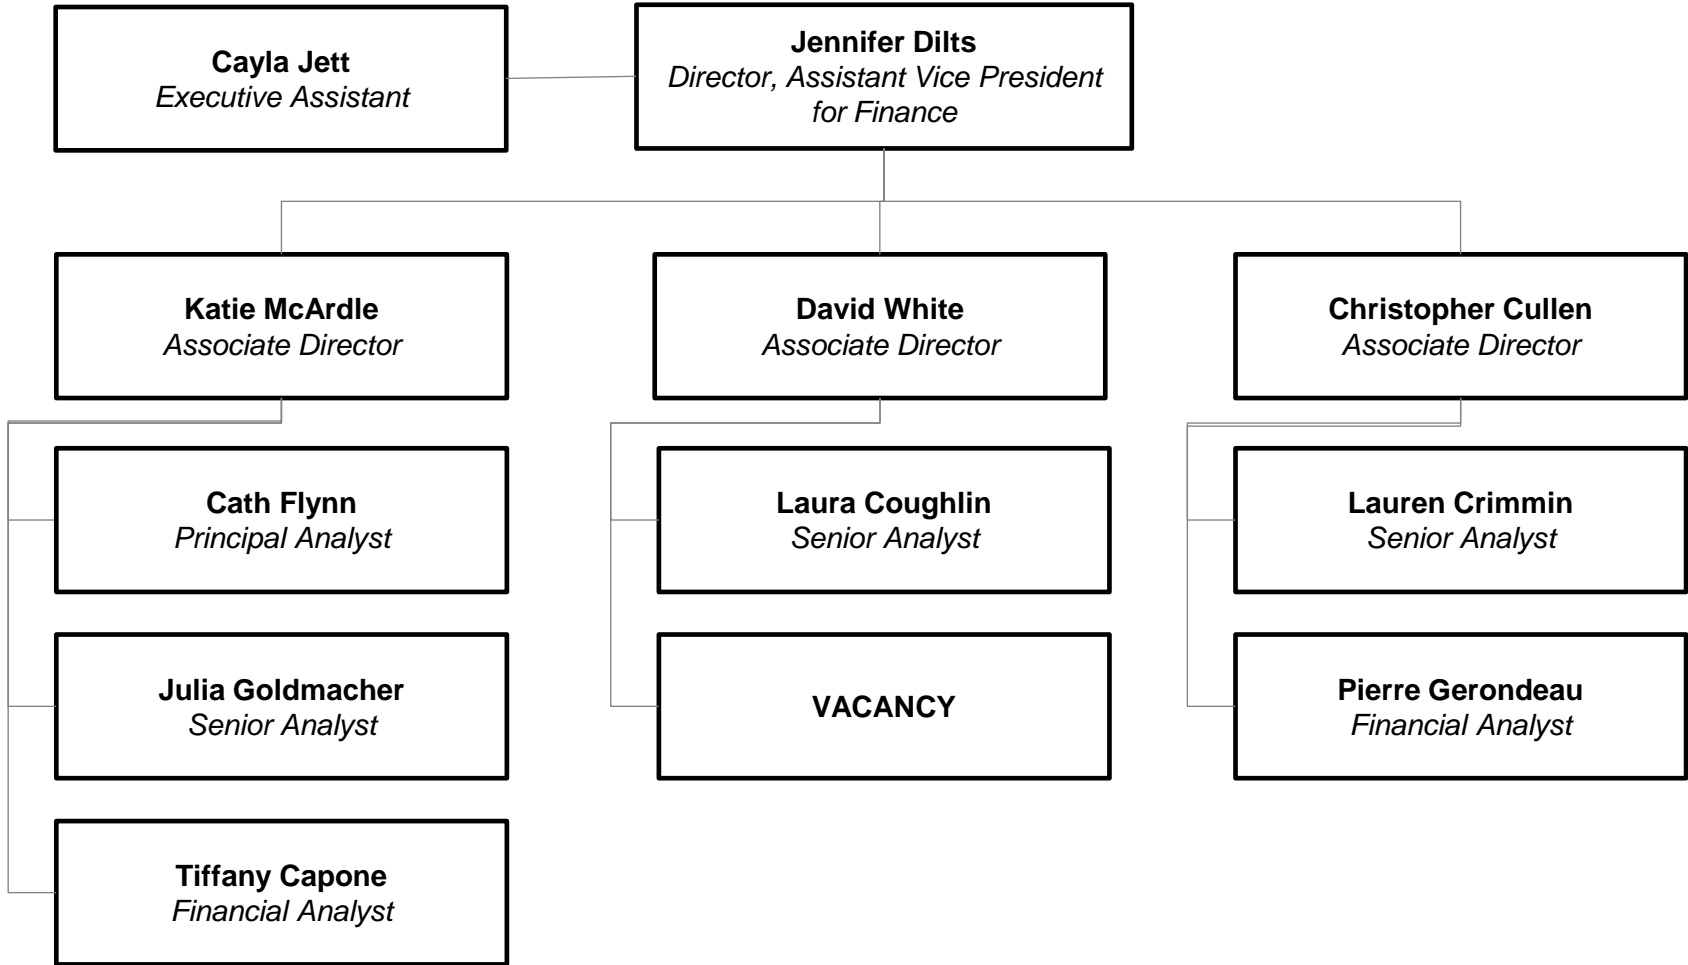 Cayla Jett
Executive Assistant
Jennifer Dilts
Director, Assistant Vice President
for Finance
Katie McArdle
Associate Director
David White
Associate Director
Christopher Cullen
Associate Director
Cath Flynn
Principal Analyst
Laura Coughlin
Senior Analyst
Lauren Crimmin
Senior Analyst
Julia Goldmacher
Senior Analyst
VACANCY
Pierre Gerondeau
Financial Analyst
Tiffany Capone
Financial Analyst